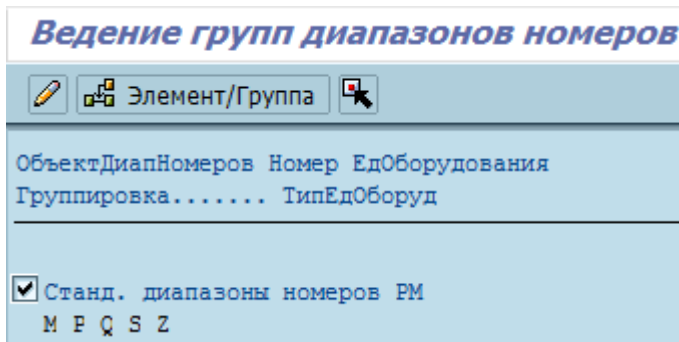 Ведение групп диапазонов номеров
Элемент/Группа
ОбъектДиапНомеров Номер ЕдОборудования
Группировка....... ТипЕдОборуд
Станд. диапазоны номеров PM
M P Q S Z